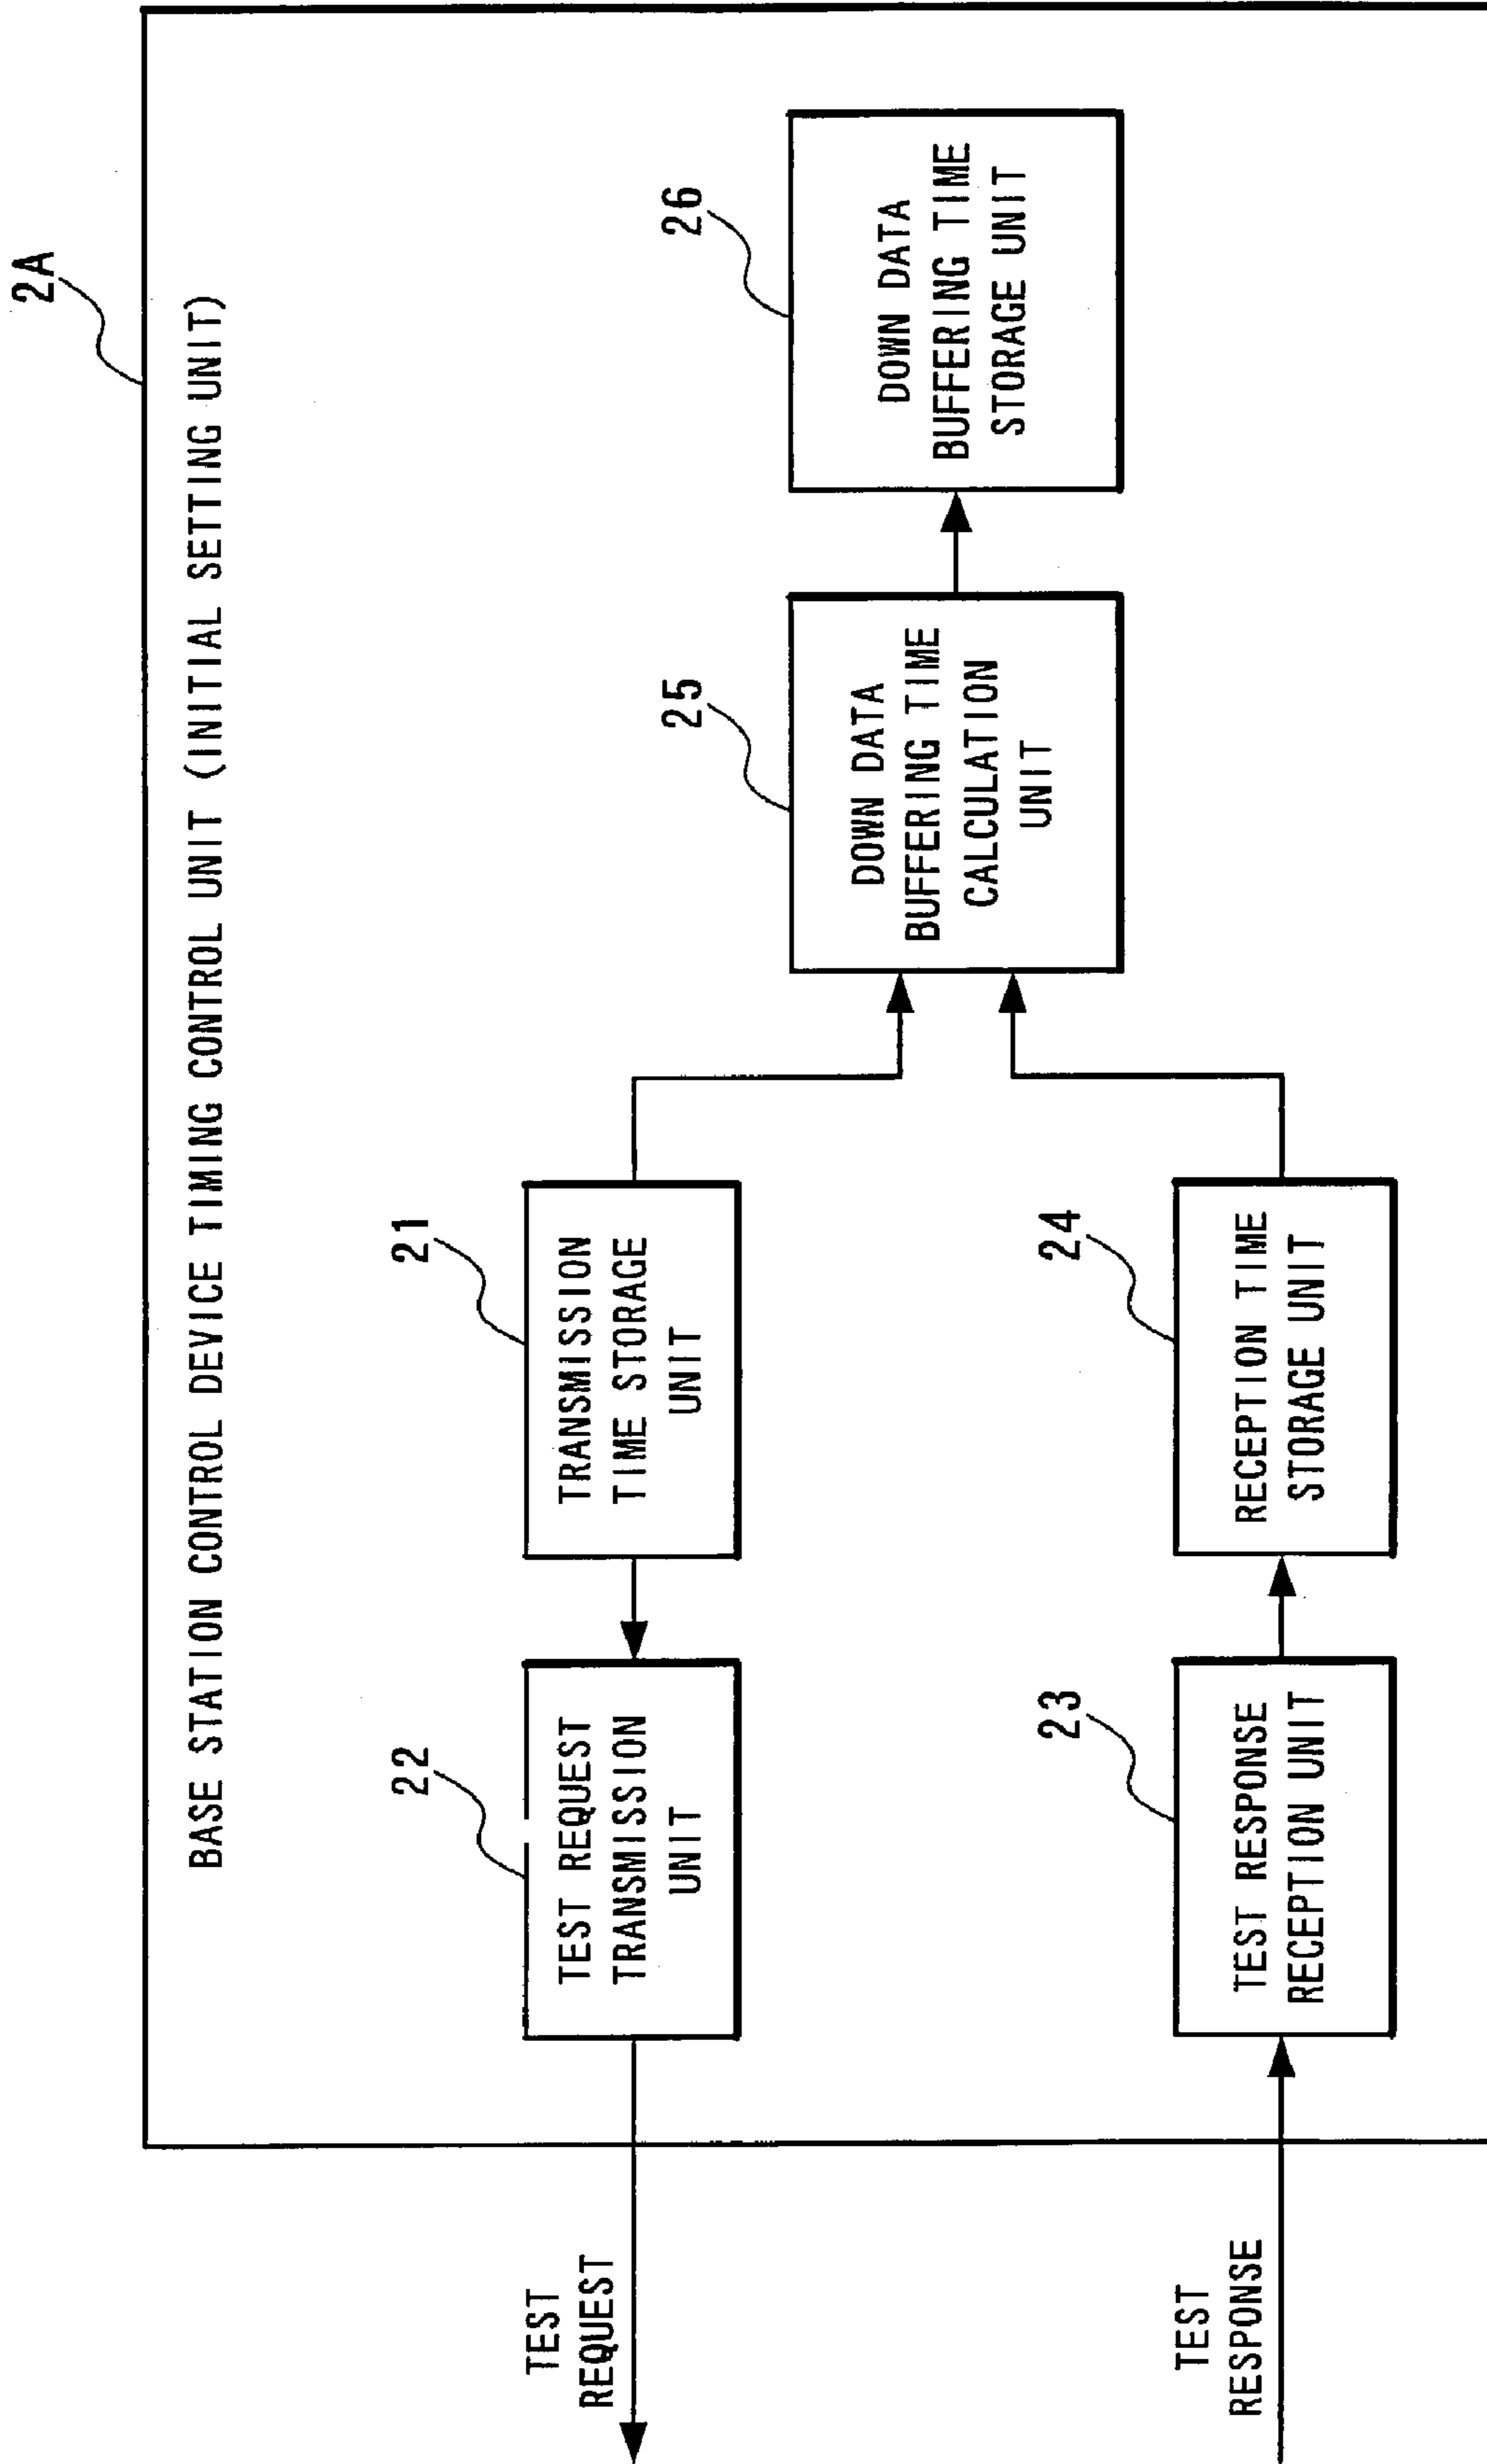 2A
BASE STATION CONTROL DEVICE TIMING CONTROL UNIT (INITIAL SETTING UNIT)
TEST
REQUEST
22
TEST REQUEST
TRANSMISSION
UNIT
21
TRANSMISSION
TIME STORAGE
UNIT
25
DOWN DATA
BUFFERING TIME
CALCULATION
UNIT
26
DOWN DATA
BUFFERING TIME
STORAGE UNIT
TEST
RESPONSE
23
TEST RESPONSE
RECEPTION UNIT
24
RECEPTION TIME
STORAGE UNIT